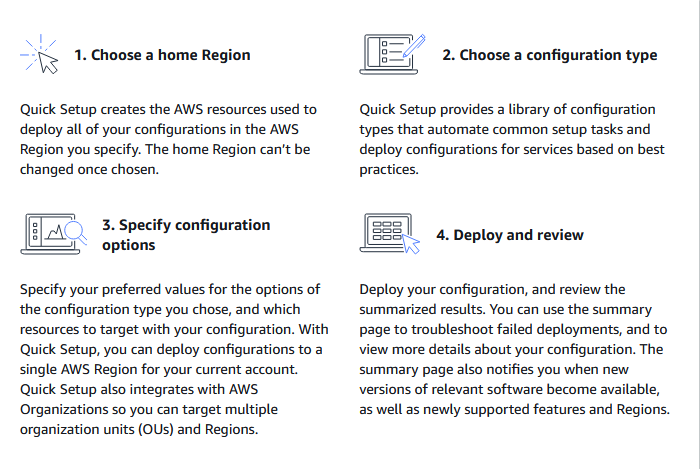 1. Choose a home Region
Quick Setup creates the AWS resources used to
deploy all of your configurations in the AWS
Region you specify. The home Region can’t be
changed once chosen.
2. Choose a configuration type
Quick Setup provides a library of configuration
types that automate common setup tasks and
deploy configurations for services based on best
practices.
3. Specify configuration
options
Specify your preferred values for the options of
the configuration type you chose, and which
resources to target with your configuration. With
Quick Setup, you can deploy configurations to a
single AWS Region for your current account.
Quick Setup also integrates with AWS
Organizations so you can target multiple
organization units (OUs) and Regions.
4. Deploy and review
Deploy your configuration, and review the
summarized results. You can use the summary
page to troubleshoot failed deployments, and to
view more details about your configuration. The
summary page also notifies you when new
versions of relevant software become available,
as well as newly supported features and Regions.